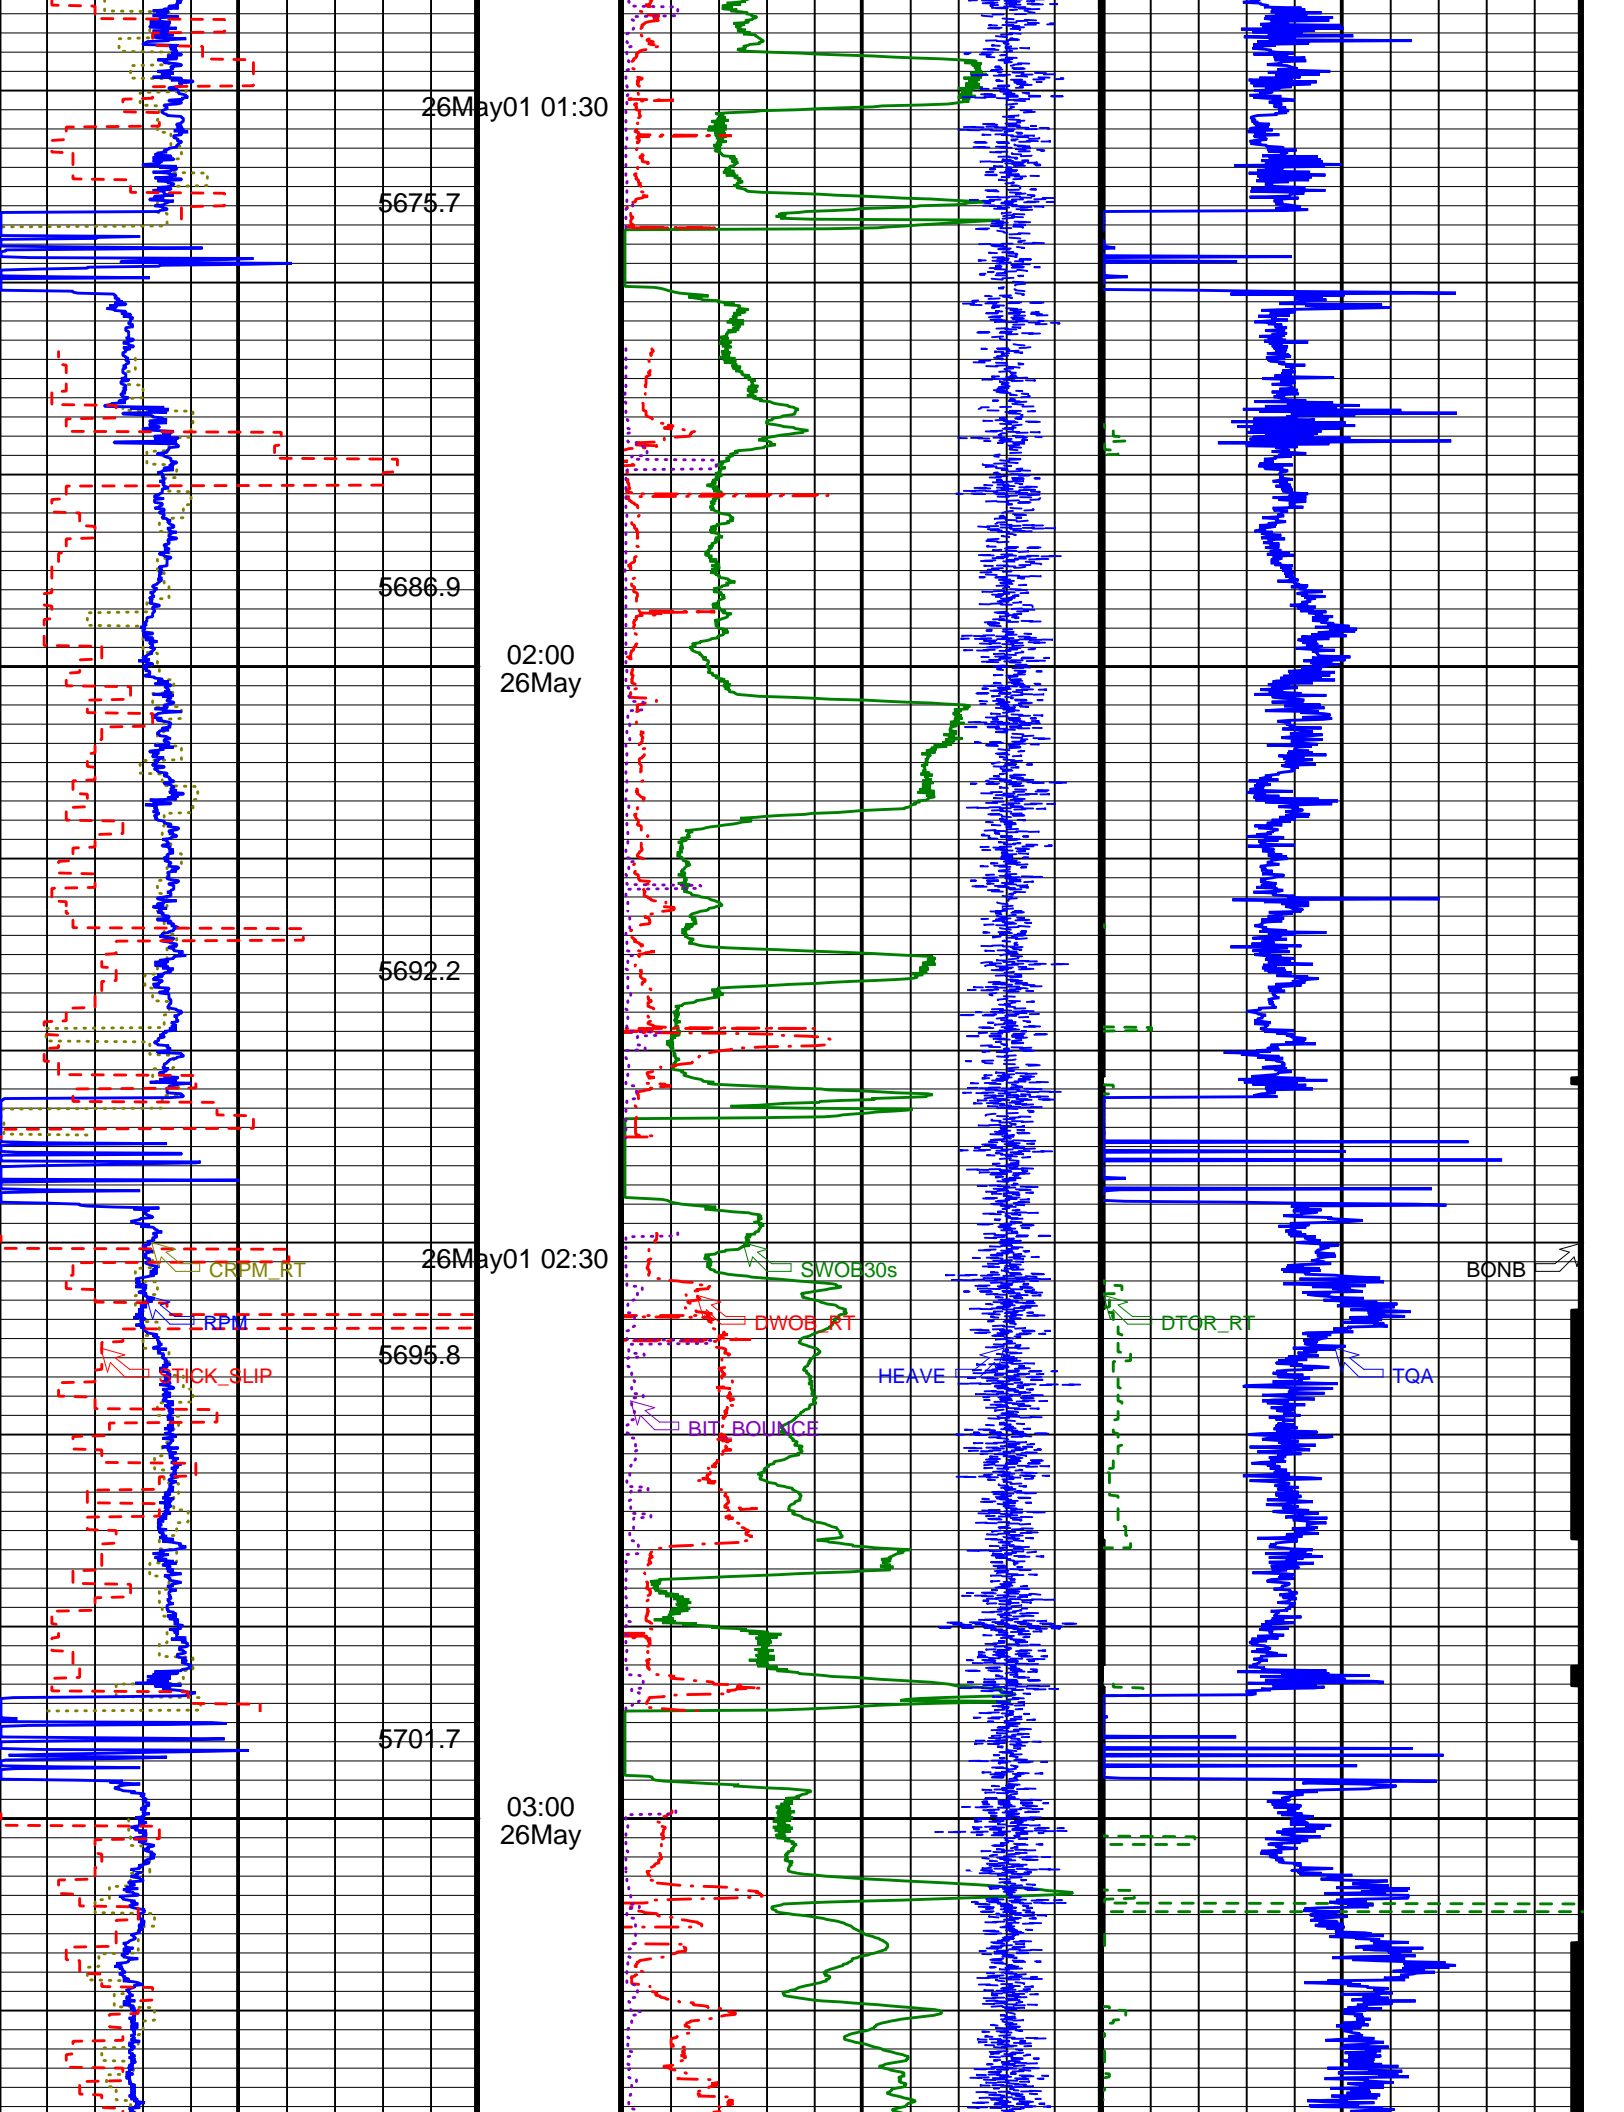 26May01 01:30
5675.7
5686.9
02:00
26May
5692.2
26May01 02:30
CRPM_RT
SWOB30s
BONB
RPM
DWOB_RT
DTOR_RT
5695.8
STICK_SLIP
HEAVE
TQA
BIT_BOUNCE
5701.7
03:00
26May